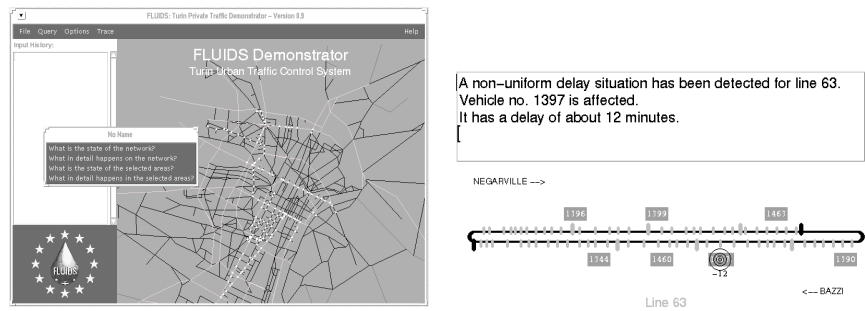 FLUIDS: Turin Private Traffic Demonstrator – Version 0.9
File Query Options Trace Help
Input History:
FLUIDS Demonstrator
Turin Urban Traffic Control System
No Name
What is the state of the network?
What in detail happens on the network?
What is the state of the selected areas?
What in detail happens in the selected areas?
FLUIDS
A non–uniform delay situation has been detected for line 63.
Vehicle no. 1397 is affected.
It has a delay of about 12 minutes.
NEGARVILLE ––>
1396 1399 1461
1344 1460 1390
–12
<–– BAZZI
Line 63